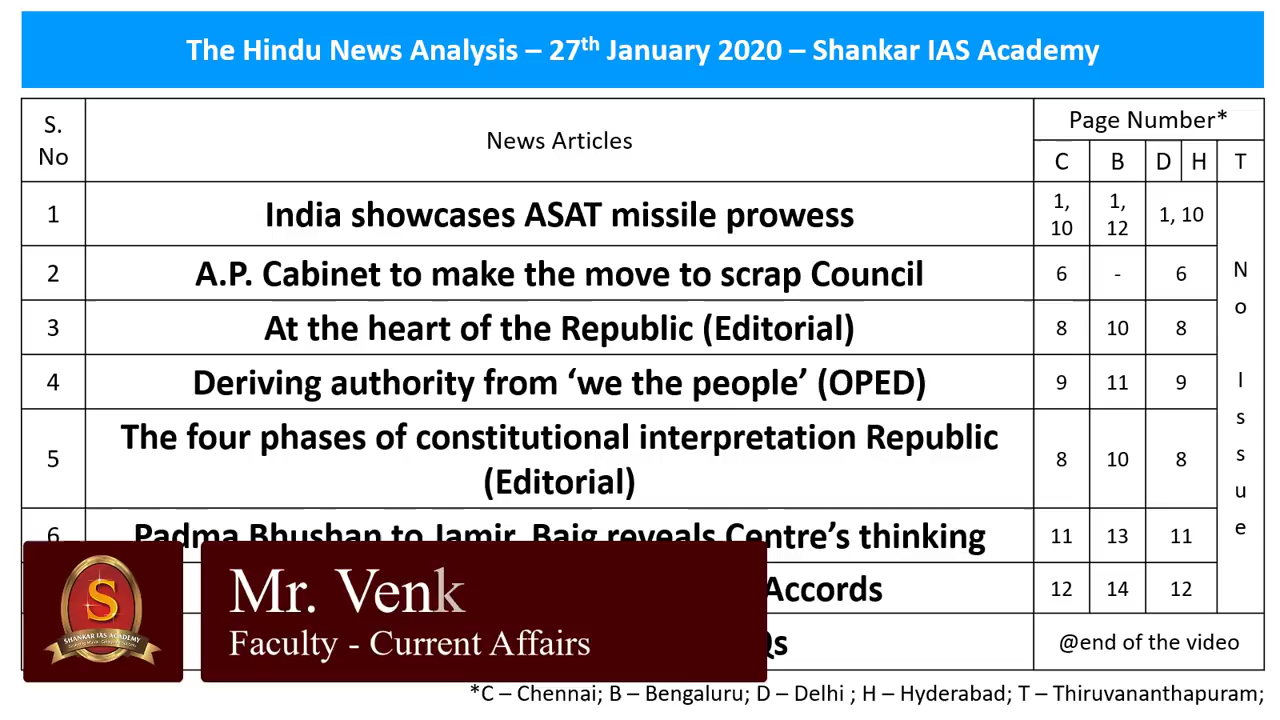 The Hindu News Analysis – 27th January 2020 – Shankar IAS Academy
S. No
News Articles
Page Number*
C B D H T
1 India showcases ASAT missile prowess 1, 10 1, 12 1, 10
2 A.P. Cabinet to make the move to scrap Council 6 - 6
3 At the heart of the Republic (Editorial) 8 10 8
4 Deriving authority from ‘we the people’ (OPED) 9 11 9
5 The four phases of constitutional interpretation Republic
(Editorial) 8 10 8
No Issue
6 Padma Bhushan to Jamir, Baig reveals Centre’s thinking 11 13 11
Accords 12 14 12
@end of the video
S
SHANKAR IAS ACADEMY
Mr. Venk
Faculty - Current Affairs
*C – Chennai; B – Bengaluru; D – Delhi ; H – Hyderabad; T – Thiruvananthapuram;